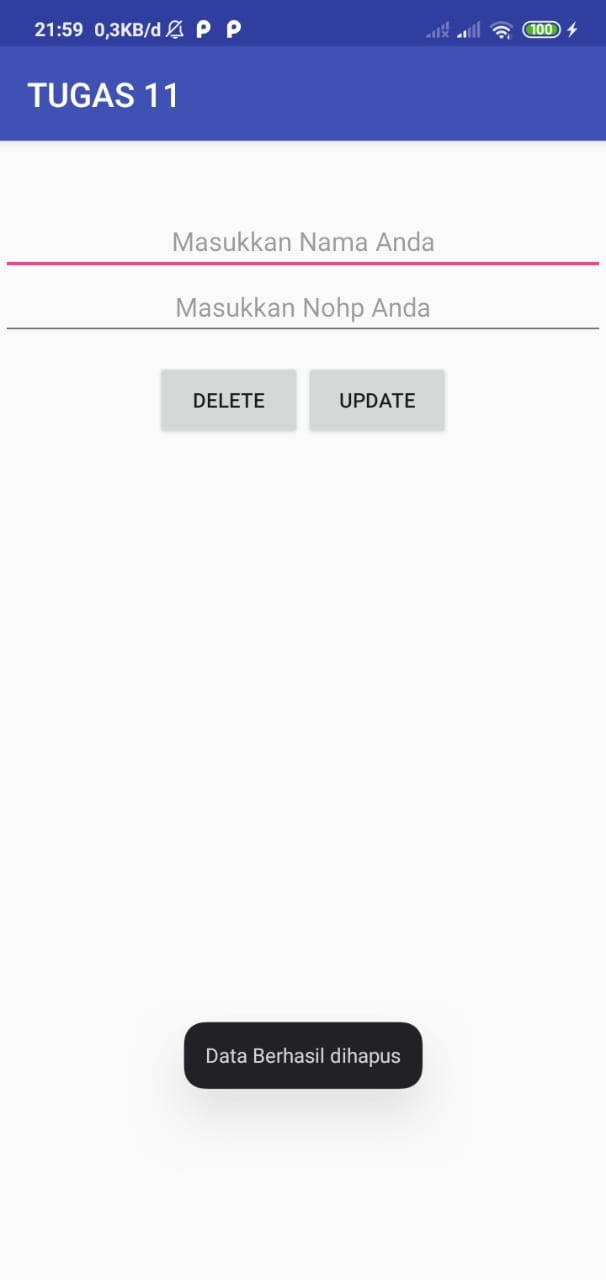 21:59 0,3KB/d P P 100
TUGAS 11
Masukkan Nama Anda
Masukkan Nohp Anda
DELETE UPDATE
Data Berhasil dihapus